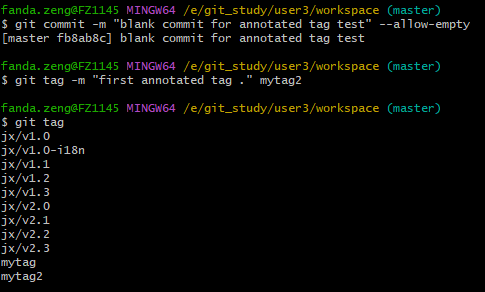 fanda.zeng@FZ1145 MINGW64 /e/git_study/user3/workspace (master)
$ git commit -m "blank commit for annotated tag test" --allow-empty
[master fb8ab8c] blank commit for annotated tag test
fanda.zeng@FZ1145 MINGW64 /e/git_study/user3/workspace (master)
$ git tag -m "first annotated tag ." mytag2
fanda.zeng@FZ1145 MINGW64 /e/git_study/user3/workspace (master)
$ git tag
jx/v1.0
jx/v1.0-i18n
jx/v1.1
jx/v1.2
jx/v1.3
jx/v2.0
jx/v2.1
jx/v2.2
jx/v2.3
mytag
mytag2